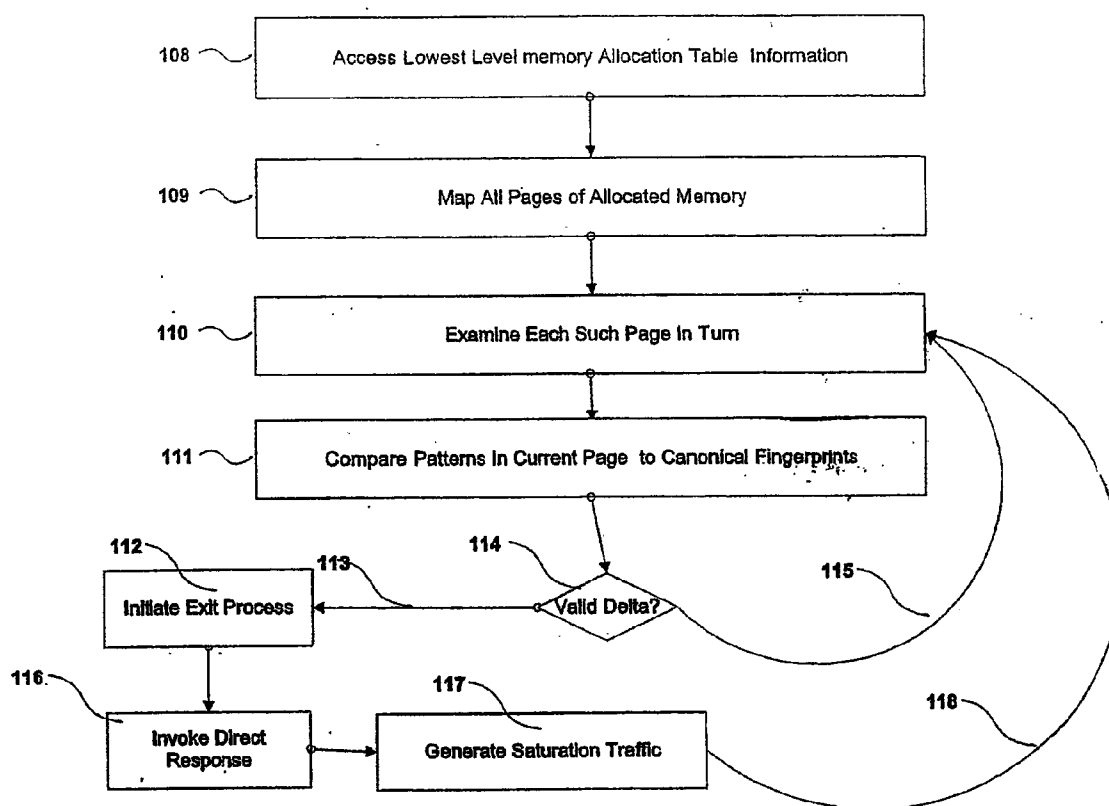 108
Access Lowest Level memory Allocation Table Information
109
Map All Pages of Allocated Memory
110
Examine Each Such Page In Turn
111
Compare Patterns In Current Page to Canonical Fingerprints
112
113
114
115
Initiate Exit Process
Valid Delta?
116.
117
118
Invoke Direct
Response
Generate Saturation Traffic